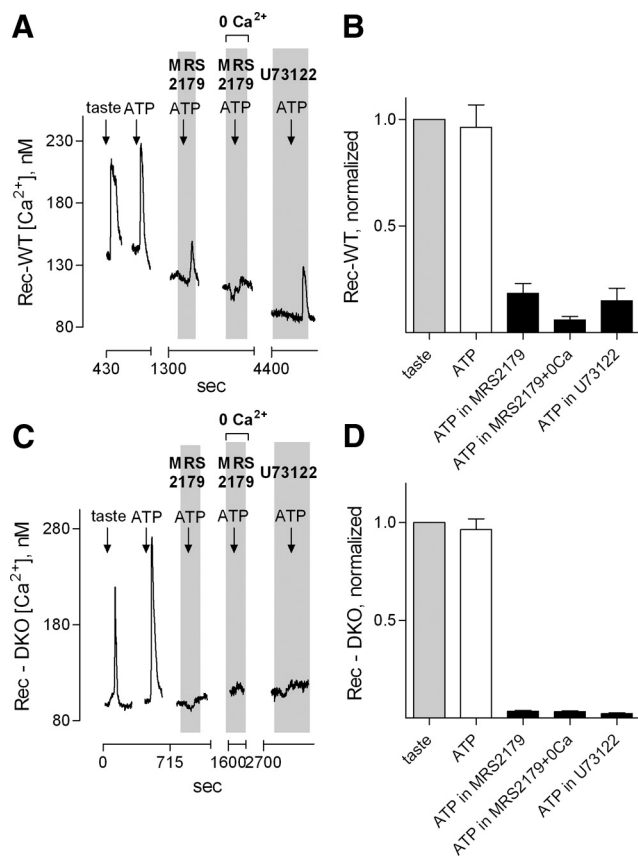 A
0 Ca²⁺
MRS 2179
MRS 2179
U73122
taste
ATP
ATP
ATP
ATP
230
180
130
80
Rec-WT [Ca²⁺], nM
430
1300
4400
sec
B
1.0
0.5
Rec-WT, normalized
taste
ATP
ATP in MRS2179
ATP in MRS2179+0Ca
ATP in U73122
C
0 Ca²⁺
MRS 2179
MRS 2179
U73122
taste
ATP
ATP
ATP
ATP
280
180
80
Rec - DKO [Ca²⁺], nM
0
715
1600
2700
sec
D
1.0
0.5
Rec - DKO, normalized
taste
ATP
ATP in MRS2179
ATP in MRS2179+0Ca
ATP in U73122